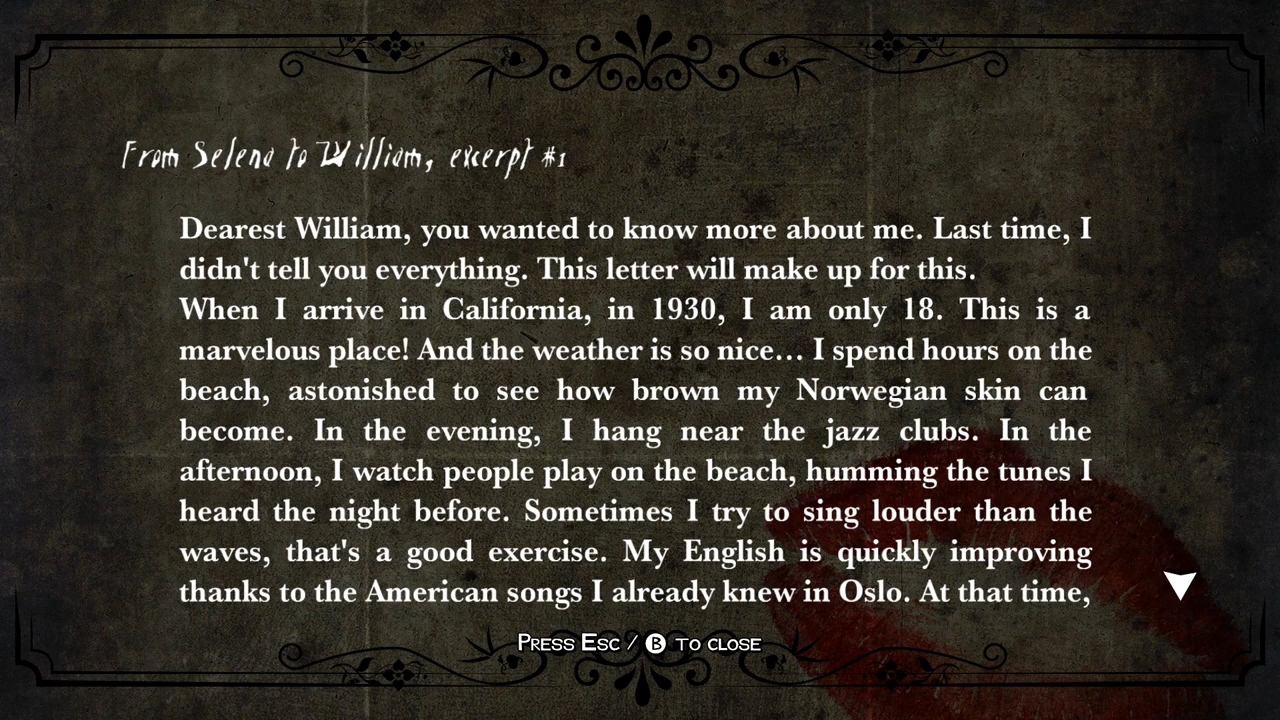 From Selena to William, excerpt #1
Dearest William, you wanted to know more about me. Last time, I
didn't tell you everything. This letter will make up for this.
When I arrive in California, in 1930, I am only 18. This is a
marvelous place! And the weather is so nice... I spend hours on the
beach, astonished to see how brown my Norwegian skin can
become. In the evening, I hang near the jazz clubs. In the
afternoon, I watch people play on the beach, humming the tunes I
heard the night before. Sometimes I try to sing louder than the
waves, that's a good exercise. My English is quickly improving
thanks to the American songs I already knew in Oslo. At that time,
Press Esc / B to close